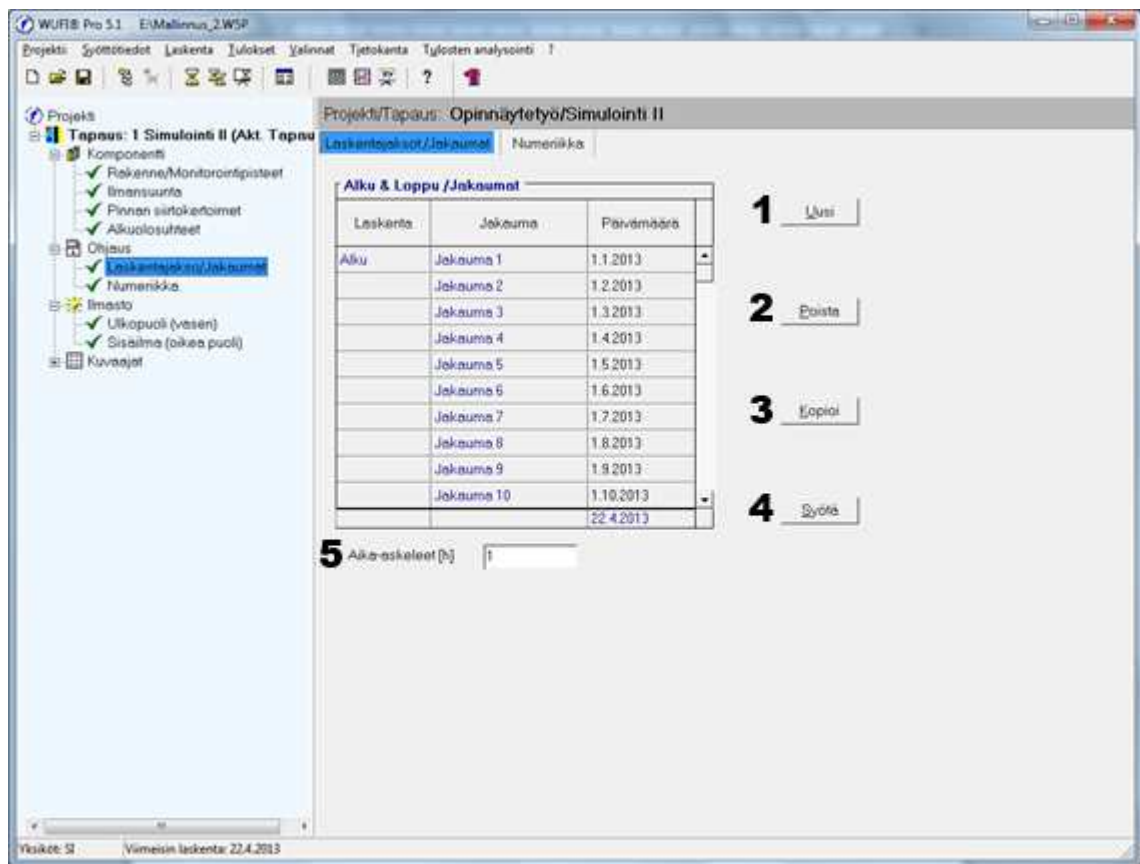 WUFI® Pro 5.1 E:\Mallinnus_2.WSP
Projekti Syöttötiedot Laskenta Tulokset Valinnat Tietokanta Tulosten analysointi ?
Projekti
Tapaus: 1 Simulointi II (Akt. Tapau
Komponentti
Rakenne/Monitorointipisteet
Ilmansuunta
Pinnan siirtokertoimet
Alkuolosuhteet
Ohjaus
Laskentajakso/Jakaumat
Numeriikka
Ilmasto
Ulkopuoli (vasen)
Sisäilma (oikea puoli)
Kuvaajat
Projekti/Tapaus: Opinnäytetyö/Simulointi II
Laskentajaksot/Jakaumat Numeriikka
Alku & Loppu /Jakaumat
Laskenta Jakauma Päivämäärä
Alku Jakauma 1 1.1.2013
Jakauma 2 1.2.2013
Jakauma 3 1.3.2013
Jakauma 4 1.4.2013
Jakauma 5 1.5.2013
Jakauma 6 1.6.2013
Jakauma 7 1.7.2013
Jakauma 8 1.8.2013
Jakauma 9 1.9.2013
Jakauma 10 1.10.2013
22.4.2013
1 Uusi
2 Poista
3 Kopioi
4 Syötä
5 Aika-askeleet [h] 1
Yksiköt: SI Viimeisin laskenta: 22.4.2013